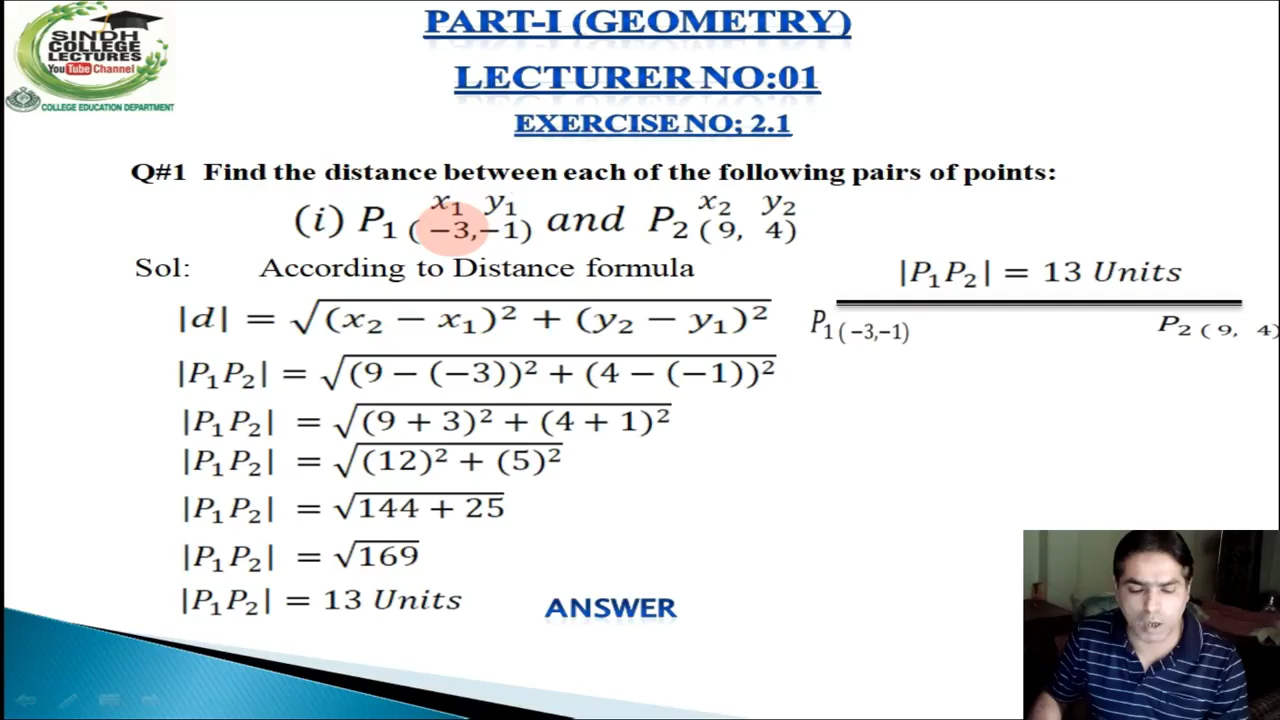 SINDH
COLLEGE
LECTURES
You Tube Channel
COLLEGE EDUCATION DEPARTMENT
PART-I (GEOMETRY)
LECTURER NO:01
EXERCISE NO; 2.1
Q#1 Find the distance between each of the following pairs of points:
x₁ y₁ x₂ y₂
(i) P₁ (−3,−1) and P₂ (9, 4)
Sol: According to Distance formula
|d| = √(x₂ − x₁)² + (y₂ − y₁)²
|P₁P₂| = √(9 − (−3))² + (4 − (−1))²
|P₁P₂| = √(9 + 3)² + (4 + 1)²
|P₁P₂| = √(12)² + (5)²
|P₁P₂| = √144 + 25
|P₁P₂| = √169
|P₁P₂| = 13 Units
ANSWER
|P₁P₂| = 13 Units
P₁(−3,−1) P₂(9, 4)